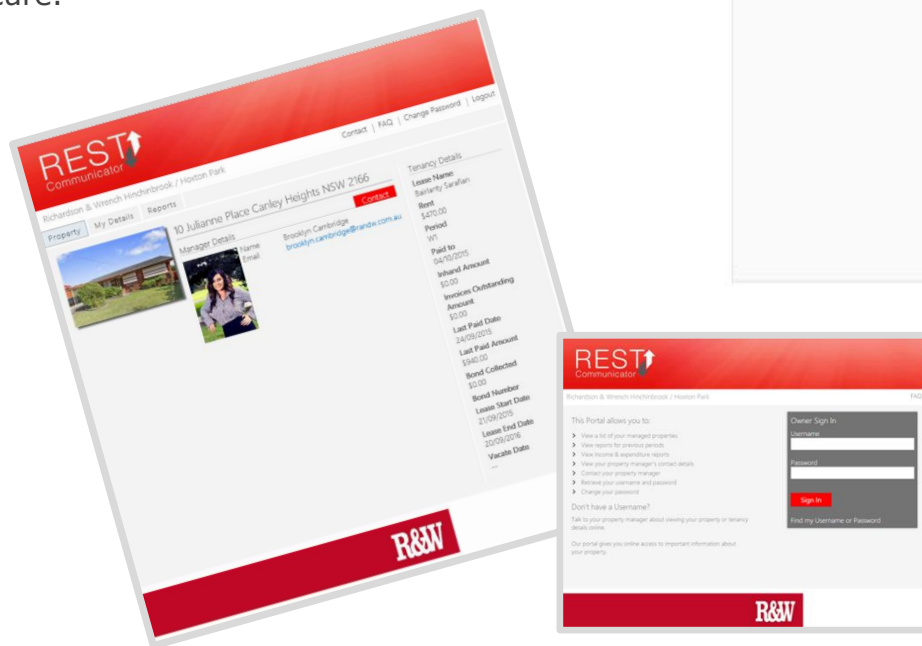 care.
REST
Communicator
Contact | FAQ | Change Password | Logout
Richardson & Wrench Hinchinbrook / Hoxton Park
Property My Details Reports
10 Julianne Place Canley Heights NSW 2166
Contact
Manager Details
Name Brooklyn Cambridge
Email brooklyn.cambridge@randw.com.au
Tenancy Details
Lease Name
Bairlanty Sarafian
Rent
$470.00
Period
W1
Paid to
04/10/2015
Inhand Amount
$0.00
Invoices Outstanding
Amount
$0.00
Last Paid Date
24/09/2015
Last Paid Amount
$940.00
Bond Collected
$0.00
Bond Number
Lease Start Date
21/09/2015
Lease End Date
20/09/2016
Vacate Date
---
R&W
REST
Communicator
Richardson & Wrench Hinchinbrook / Hoxton Park
FAQ
This Portal allows you to:
> View a list of your managed properties
> View reports for previous periods
> View income & expenditure reports
> View your property manager's contact details
> Contact your property manager
> Retrieve your username and password
> Change your password
Don't have a Username?
Talk to your property manager about viewing your property or tenancy
details online.
Our portal gives you online access to important information about
your property.
Owner Sign In
Username
Password
Sign In
Find my Username or Password
R&W